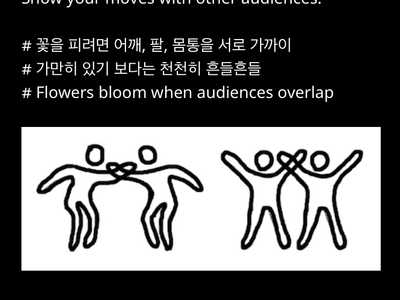 Show your moves with other audiences.
# 꽃을 피려면 어깨, 팔, 몸통을 서로 가까이
# 가만히 있기 보다는 천천히 흔들흔들
# Flowers bloom when audiences overlap